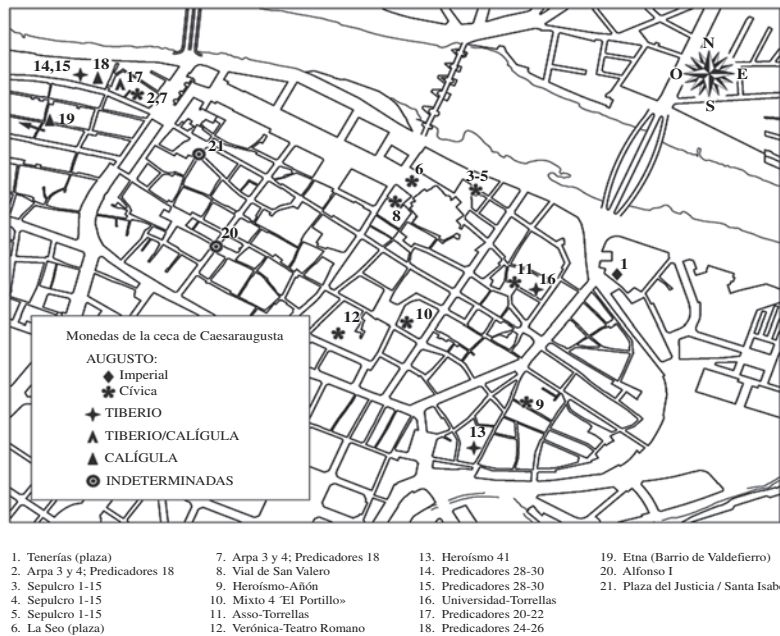 N
O E
S
14,15 18
17
2,7
19
21
6
3-5
8
20
1
11
16
12
10
9
13
Monedas de la ceca de Caesaraugusta
AUGUSTO:
Imperial
Cívica
TIBERIO
TIBERIO/CALÍGULA
CALÍGULA
INDETERMINADAS
1. Tenerías (plaza)
2. Arpa 3 y 4; Predicadores 18
3. Sepulcro 1-15
4. Sepulcro 1-15
5. Sepulcro 1-15
6. La Seo (plaza)
7. Arpa 3 y 4; Predicadores 18
8. Vial de San Valero
9. Heroísmo-Añón
10. Mixto 4 ´El Portillo»
11. Asso-Torrellas
12. Verónica-Teatro Romano
13. Heroísmo 41
14. Predicadores 28-30
15. Predicadores 28-30
16. Universidad-Torrellas
17. Predicadores 20-22
18. Predicadores 24-26
19. Etna (Barrio de Valdefierro)
20. Alfonso I
21. Plaza del Justicia / Santa Isab